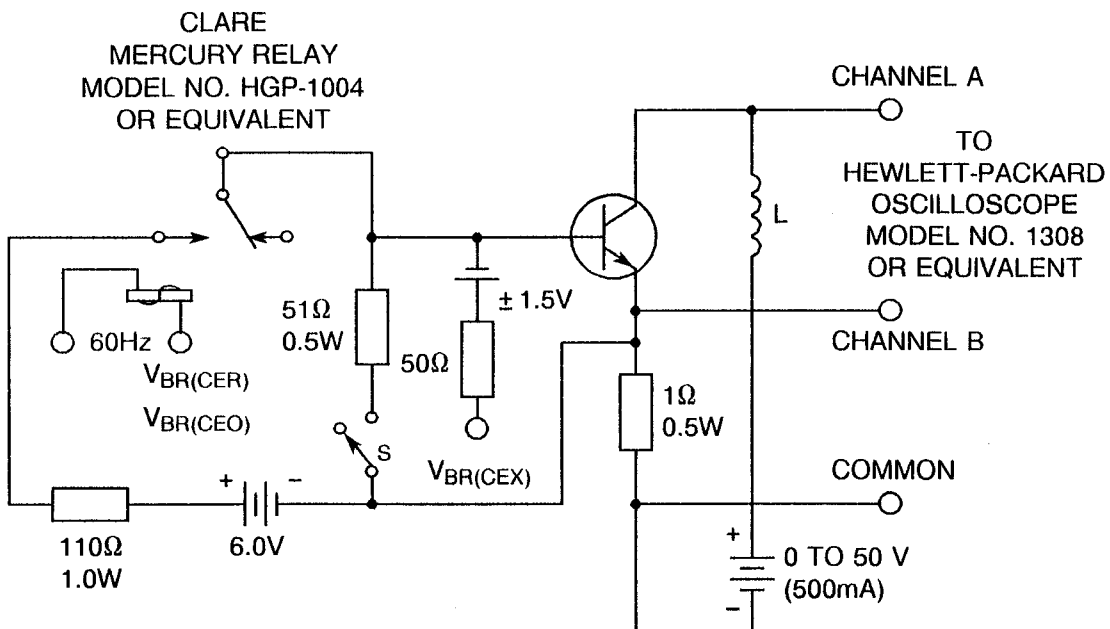 CLARE
MERCURY RELAY
MODEL NO. HGP-1004
OR EQUIVALENT
CHANNEL A
TO
HEWLETT-PACKARD
OSCILLOSCOPE
MODEL NO. 1308
OR EQUIVALENT
L
± 1.5V
51Ω
0.5W
50Ω
60Hz
CHANNEL B
V_BR(CER)
V_BR(CEO)
1Ω
0.5W
S
V_BR(CEX)
COMMON
+
−
110Ω
1.0W
6.0V
+
0 TO 50 V
(500mA)
−